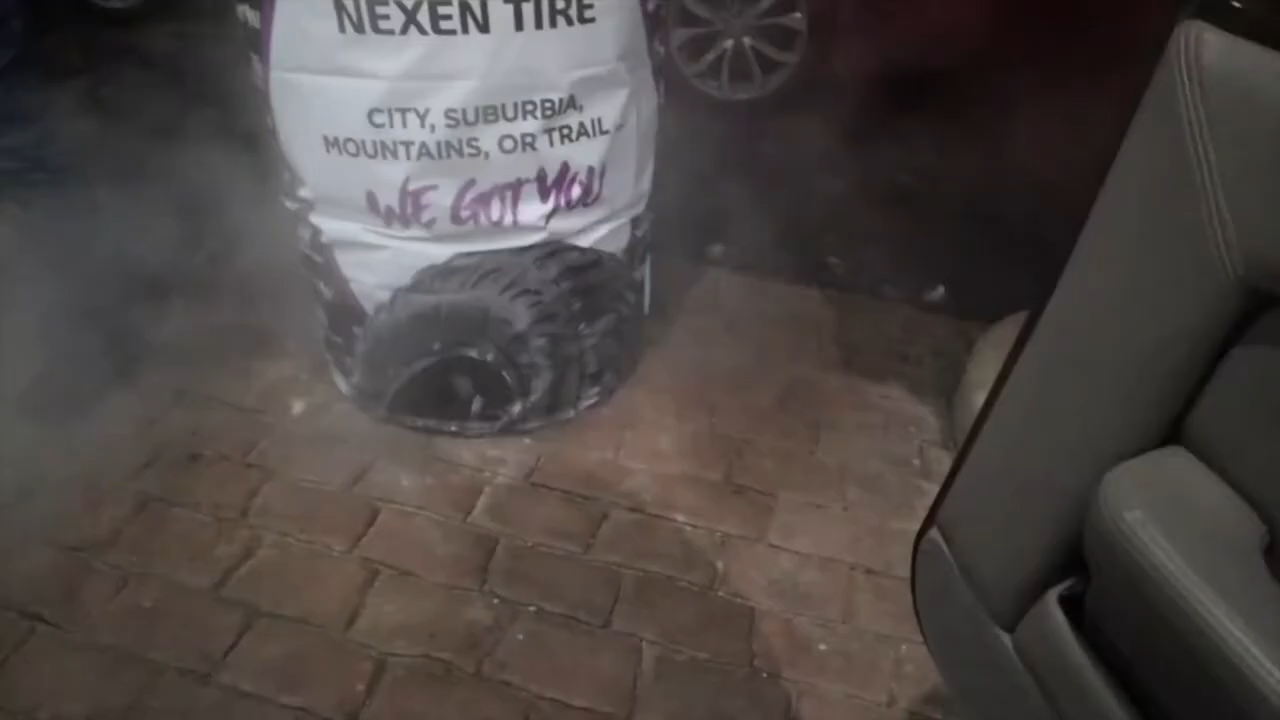 NEXEN TIRE
CITY, SUBURBIA,
MOUNTAINS, OR TRAIL
WE GOT YOU